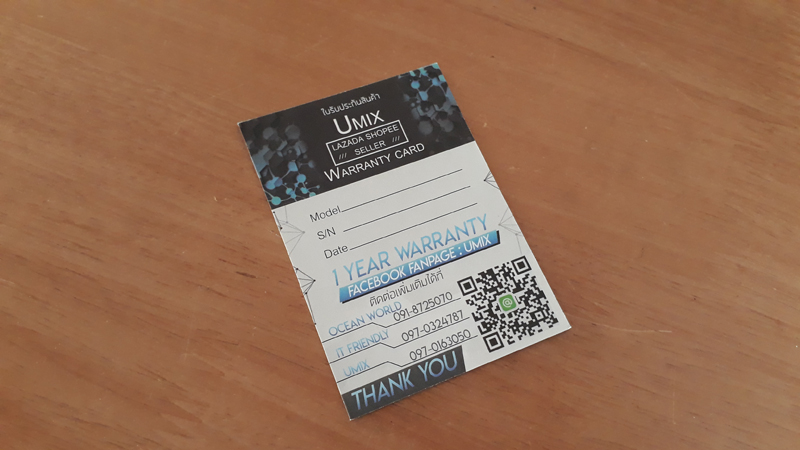 ใบรับประกันสินค้า
UMIX
LAZADA SHOPEE
/// SELLER ///
WARRANTY CARD
Model
S/N
Date
1 YEAR WARRANTY
FACEBOOK FANPAGE : UMIX
ติดต่อเพิ่มเติมได้ที่
OCEAN WORLD 091-8725070
IT FRIENDLY 097-0324787
UMIX 097-0163050
THANK YOU